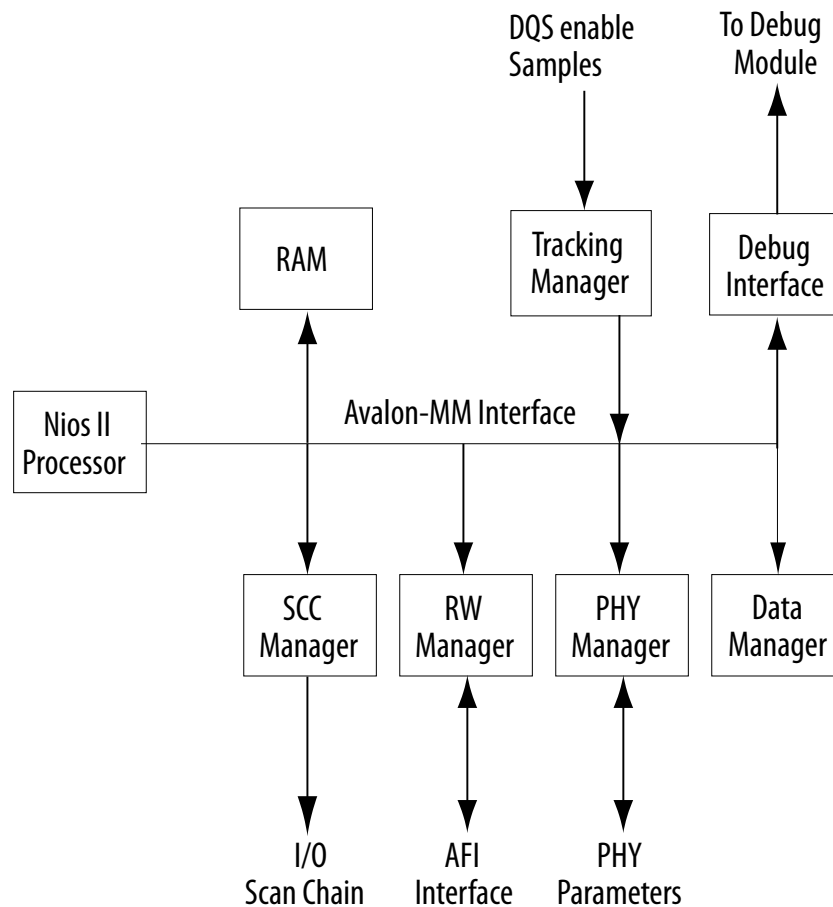 DQS enable
Samples
To Debug
Module
RAM
Tracking
Manager
Debug
Interface
Nios II
Processor
Avalon-MM Interface
SCC
Manager
RW
Manager
PHY
Manager
Data
Manager
I/O
Scan Chain
AFI
Interface
PHY
Parameters